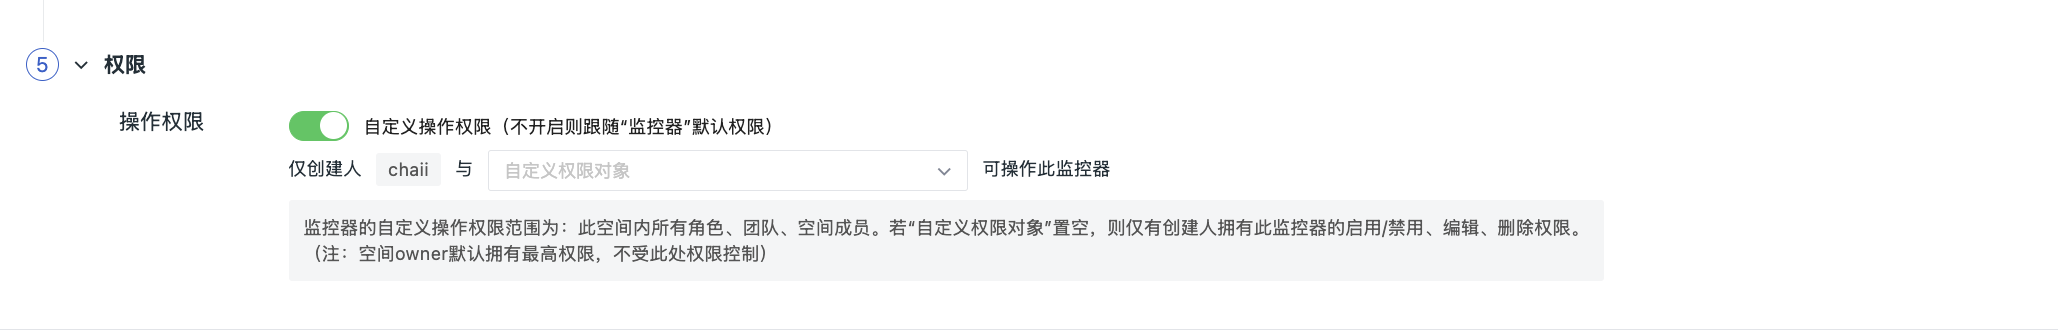 5 权限
操作权限 自定义操作权限（不开启则跟随“监控器”默认权限）
仅创建人 chaii 与 自定义权限对象 可操作此监控器
监控器的自定义操作权限范围为：此空间内所有角色、团队、空间成员。若“自定义权限对象”置空，则仅有创建人拥有此监控器的启用/禁用、编辑、删除权限。
（注：空间owner默认拥有最高权限，不受此处权限控制）